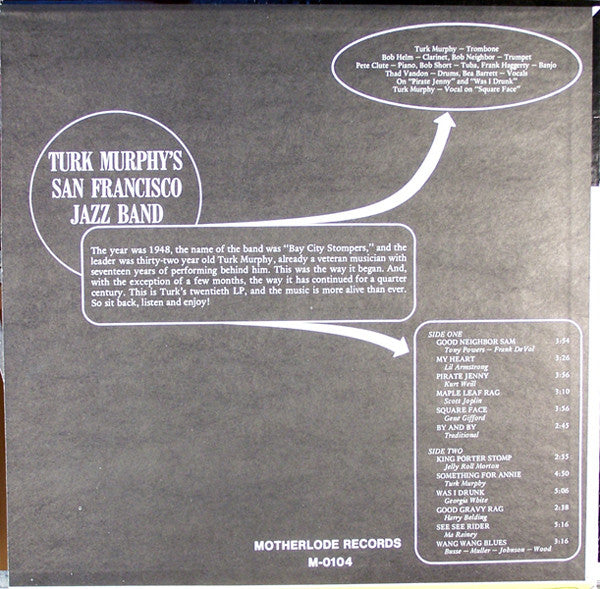 Turk Murphy – Trombone
Bob Helm – Clarinet, Bob Neighbor – Trumpet
Pete Clute – Piano, Bob Short – Tuba, Frank Haggerty – Banjo
Thad Vandon – Drums, Bea Barrett – Vocals
On "Pirate Jenny" and "Was I Drunk"
Turk Murphy – Vocal on "Square Face"
TURK MURPHY'S
SAN FRANCISCO
JAZZ BAND
The year was 1948, the name of the band was "Bay City Stompers," and the
leader was thirty-two year old Turk Murphy, already a veteran musician with
seventeen years of performing behind him. This was the way it began. And,
with the exception of a few months, the way it has continued for a quarter
century. This is Turk's twentieth LP, and the music is more alive than ever.
So sit back, listen and enjoy!
SIDE ONE
GOOD NEIGHBOR SAM 3:54
Tony Powers – Frank DeVol
MY HEART 3:26
Lil Armstrong
PIRATE JENNY 3:56
Kurt Weill
MAPLE LEAF RAG 3:10
Scott Joplin
SQUARE FACE 3:56
Gene Gifford
BY AND BY 2:45
Traditional
SIDE TWO
KING PORTER STOMP 2:55
Jelly Roll Morton
SOMETHING FOR ANNIE 4:50
Turk Murphy
WAS I DRUNK 5:06
Georgia White
GOOD GRAVY RAG 2:38
Harry Belding
SEE SEE RIDER 5:16
Ma Rainey
WANG WANG BLUES 3:16
Busse – Muller – Johnson – Wood
MOTHERLODE RECORDS
M-0104